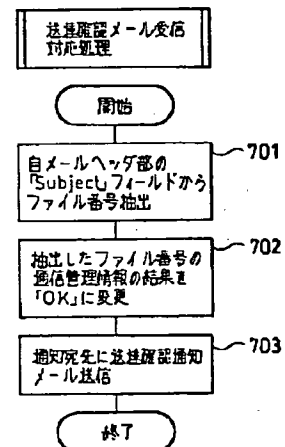 送達確認メール受信
対応処理
開始
自メールヘッダ部の
「Subject」フィールドから
ファイル番号抽出
701
抽出したファイル番号の
通信管理情報の結果を
「OK」に変更
702
通知宛先に送達確認通知
メール送信
703
終了